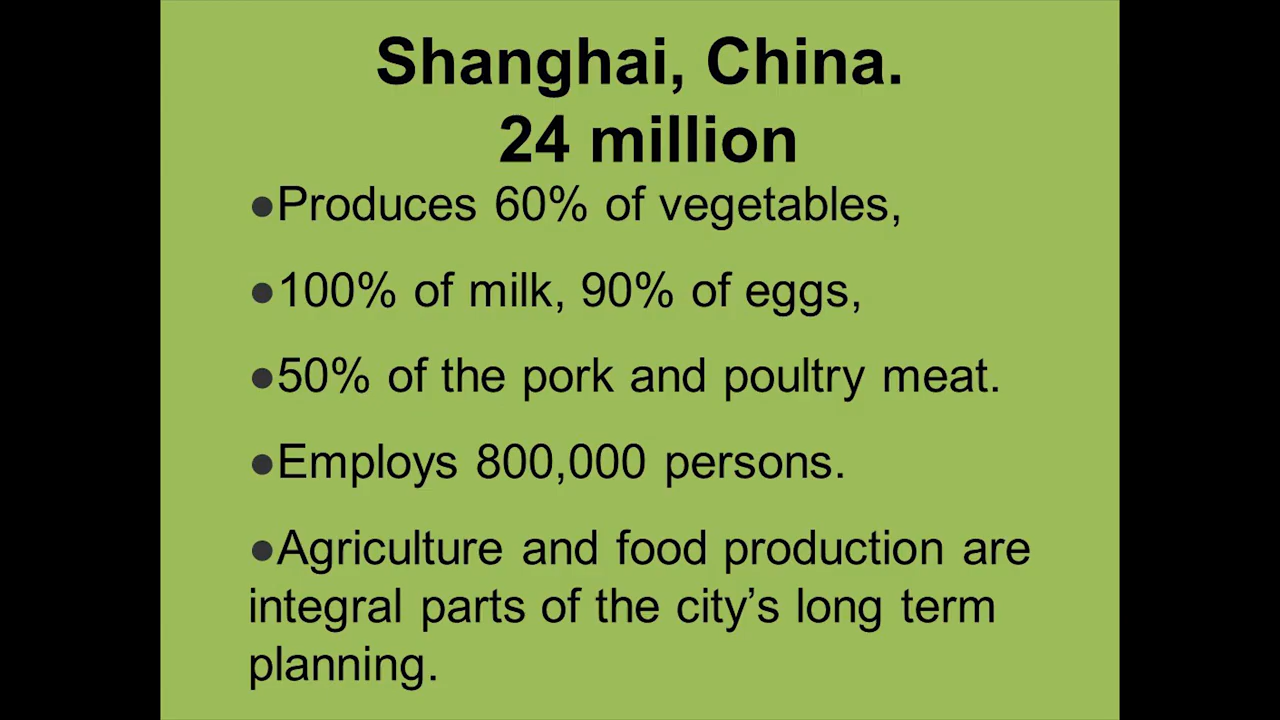 Shanghai, China.
24 million
●Produces 60% of vegetables,
●100% of milk, 90% of eggs,
●50% of the pork and poultry meat.
●Employs 800,000 persons.
●Agriculture and food production are
integral parts of the city’s long term
planning.